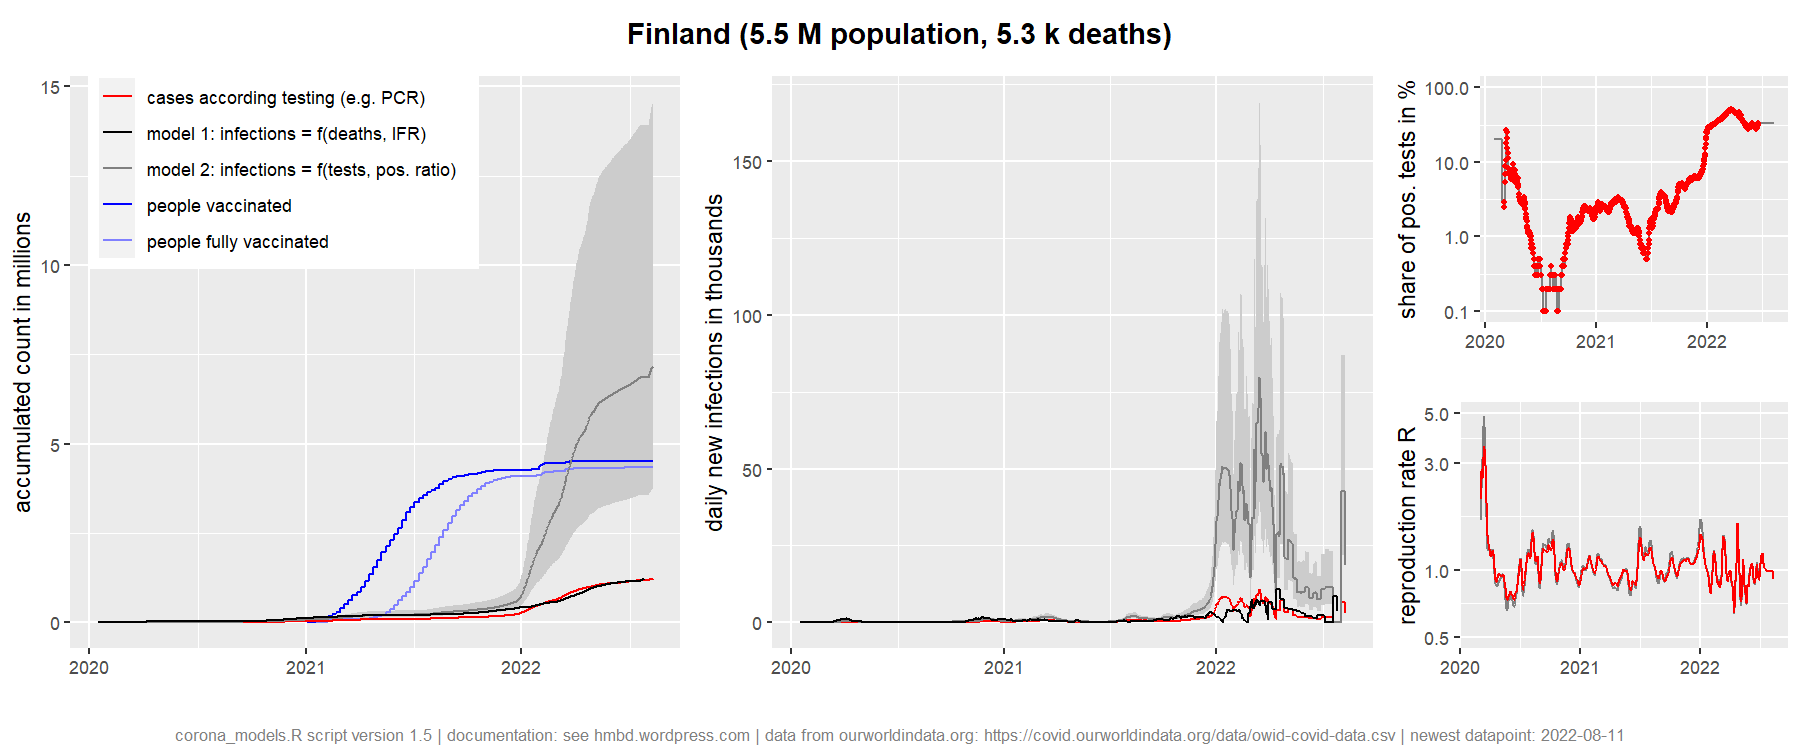 Finland (5.5 M population, 5.3 k deaths)
accumulated count in millions
15
10
5
0
2020
2021
2022
cases according testing (e.g. PCR)
model 1: infections = f(deaths, IFR)
model 2: infections = f(tests, pos. ratio)
people vaccinated
people fully vaccinated
daily new infections in thousands
150
100
50
0
2020
2021
2022
share of pos. tests in %
100.0
10.0
1.0
0.1
2020
2021
2022
reproduction rate R
5.0
3.0
1.0
0.5
2020
2021
2022
corona_models.R script version 1.5 | documentation: see hmbd.wordpress.com | data from ourworldindata.org: https://covid.ourworldindata.org/data/owid-covid-data.csv | newest datapoint: 2022-08-11